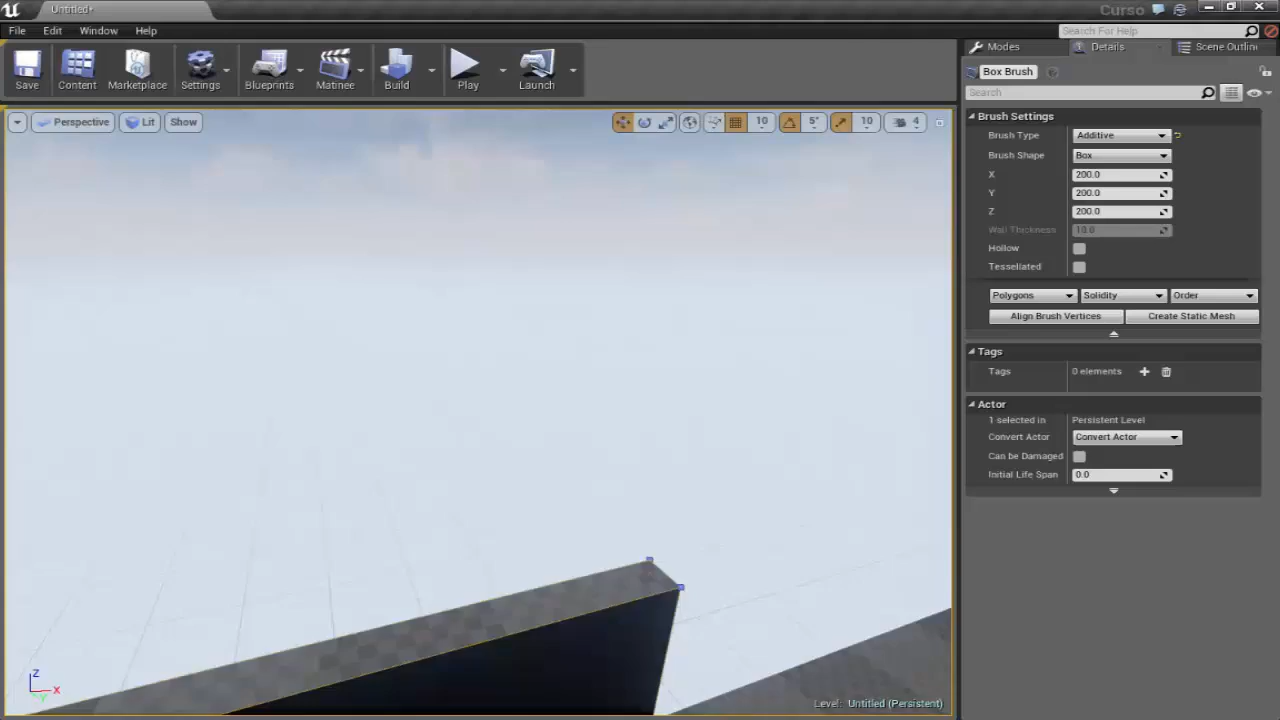 Untitled*
Curso
File Edit Window Help
Search For Help
Save Content Marketplace Settings Blueprints Matinee Build Play Launch
Modes Details Scene Outlin
Box Brush
Search
Perspective Lit Show
10 5° 10 4
Brush Settings
Brush Type Additive
Brush Shape Box
X 200.0
Y 200.0
Z 200.0
Wall Thickness 10.0
Hollow
Tessellated
Polygons Solidity Order
Align Brush Vertices Create Static Mesh
Tags
Tags 0 elements
Actor
1 selected in Persistent Level
Convert Actor Convert Actor
Can be Damaged
Initial Life Span 0.0
Z
X
Level: Untitled (Persistent)